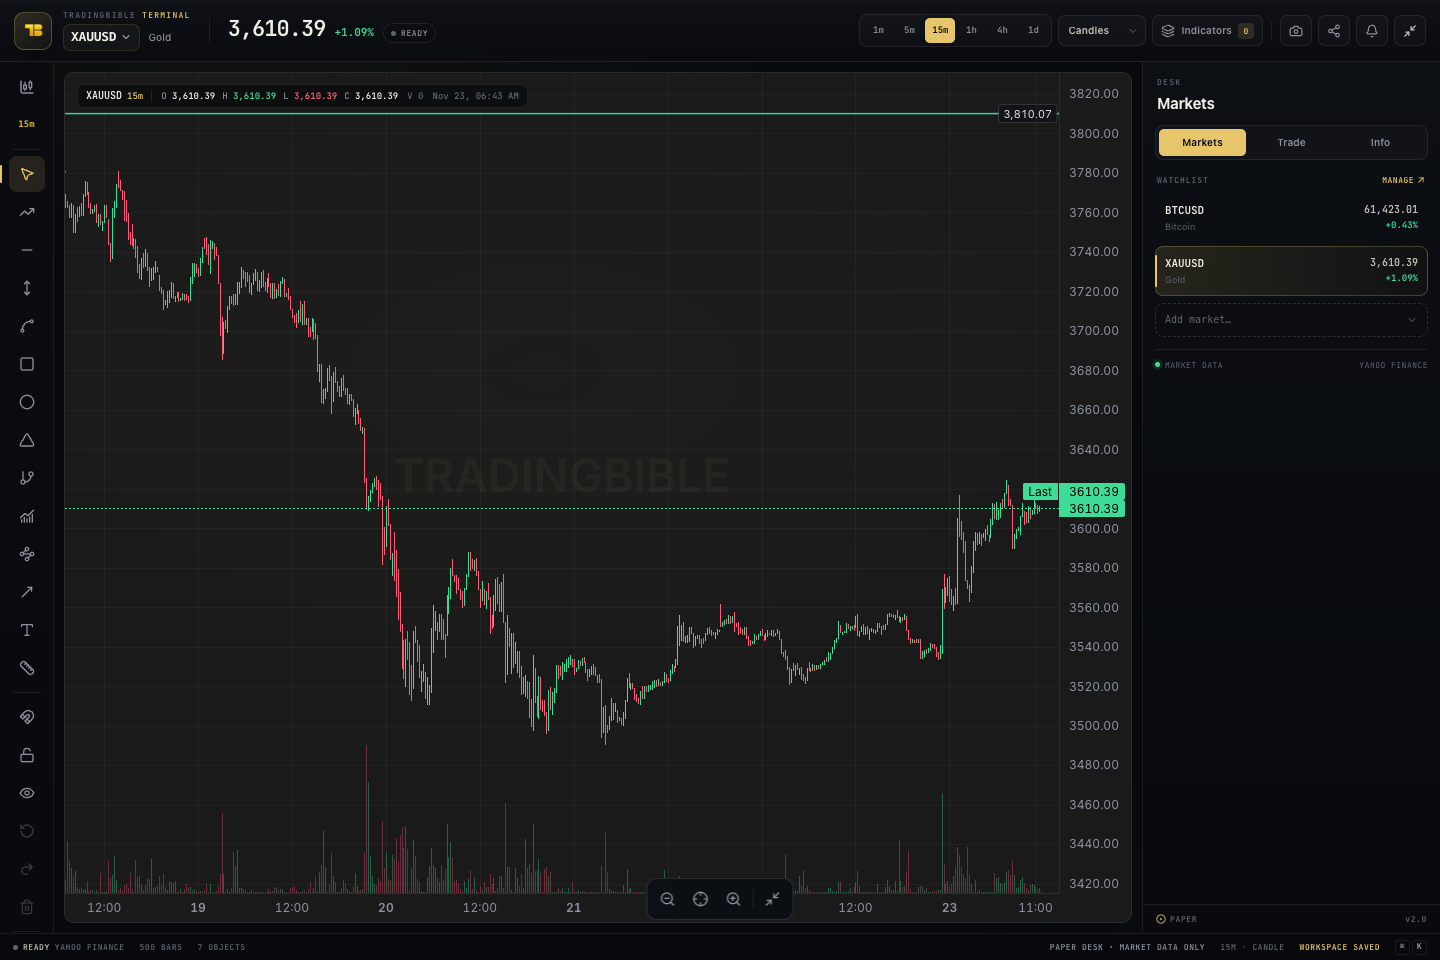 TRADINGBIBLE TERMINAL
XAUUSD Gold
3,610.39 +1.09% READY
1m 5m 15m 1h 4h 1d
Candles
Indicators 0
15m
XAUUSD 15m O 3,610.39 H 3,610.39 L 3,610.39 C 3,610.39 V 0 Nov 23, 06:43 AM
3,810.07
TRADINGBIBLE
3820.00
3800.00
3780.00
3760.00
3740.00
3720.00
3700.00
3680.00
3660.00
3640.00
Last 3610.39
3610.39
3600.00
3580.00
3560.00
3540.00
3520.00
3500.00
3480.00
3460.00
3440.00
3420.00
12:00 19 12:00 20 12:00 21 12:00 23 11:00
DESK
Markets
Markets Trade Info
WATCHLIST MANAGE
BTCUSD 61,423.01
Bitcoin +0.43%
XAUUSD 3,610.39
Gold +1.09%
Add market…
MARKET DATA YAHOO FINANCE
PAPER v2.0
READY YAHOO FINANCE 500 BARS 7 OBJECTS
PAPER DESK · MARKET DATA ONLY 15M · CANDLE WORKSPACE SAVED ⌘ K